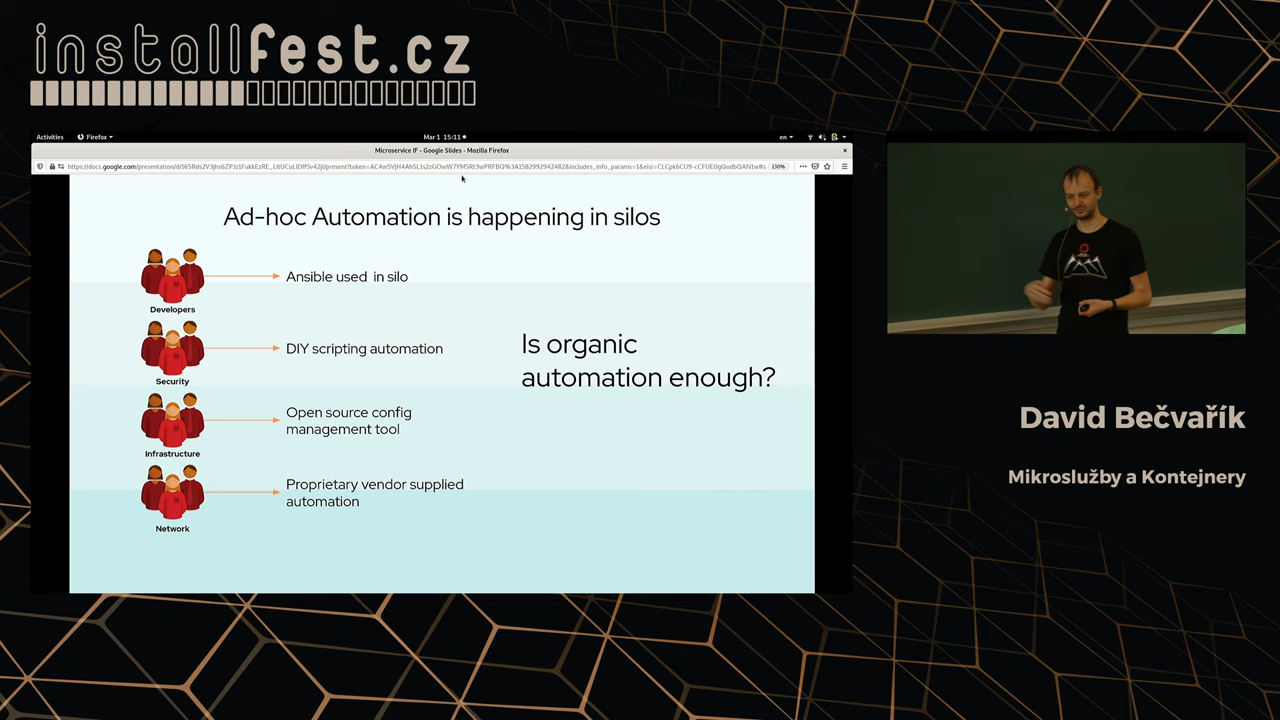 installfest.cz
Activities
Firefox
Mar 1 15:11
en
Microservice IF - Google Slides - Mozilla Firefox
130%
Ad-hoc Automation is happening in silos
Developers
Ansible used in silo
Security
DIY scripting automation
Infrastructure
Open source config
management tool
Network
Proprietary vendor supplied
automation
Is organic
automation enough?
David Bečvařík
Mikroslužby a Kontejnery